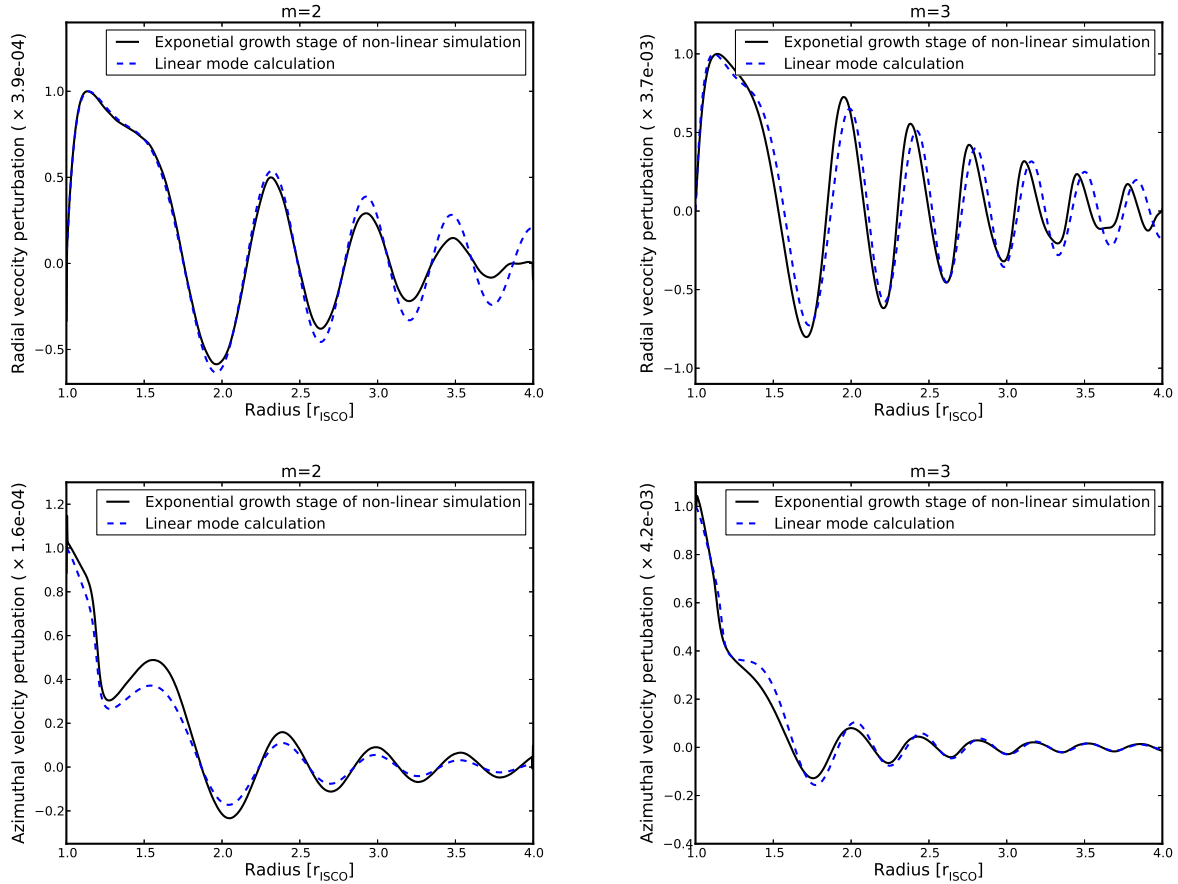 m=2
Exponetial growth stage of non-linear simulation
Linear mode calculation
Radial vecocity perturbation ( × 3.9e-04)
1.0
0.5
0.0
−0.5
1.0 1.5 2.0 2.5 3.0 3.5 4.0
Radius [r_ISCO]
m=3
Exponetial growth stage of non-linear simulation
Linear mode calculation
Radial vecocity perturbation ( × 3.7e-03)
1.0
0.5
0.0
−0.5
−1.0
1.0 1.5 2.0 2.5 3.0 3.5 4.0
Radius [r_ISCO]
m=2
Exponential growth stage of non-linear simulation
Linear mode calculation
Azimuthal velocity pertubation ( × 1.6e-04)
1.2
1.0
0.8
0.6
0.4
0.2
0.0
−0.2
1.0 1.5 2.0 2.5 3.0 3.5 4.0
Radius [r_ISCO]
m=3
Exponential growth stage of non-linear simulation
Linear mode calculation
Azimuthal velocity pertubation ( × 4.2e-03)
1.0
0.8
0.6
0.4
0.2
0.0
−0.2
−0.4
1.0 1.5 2.0 2.5 3.0 3.5 4.0
Radius [r_ISCO]